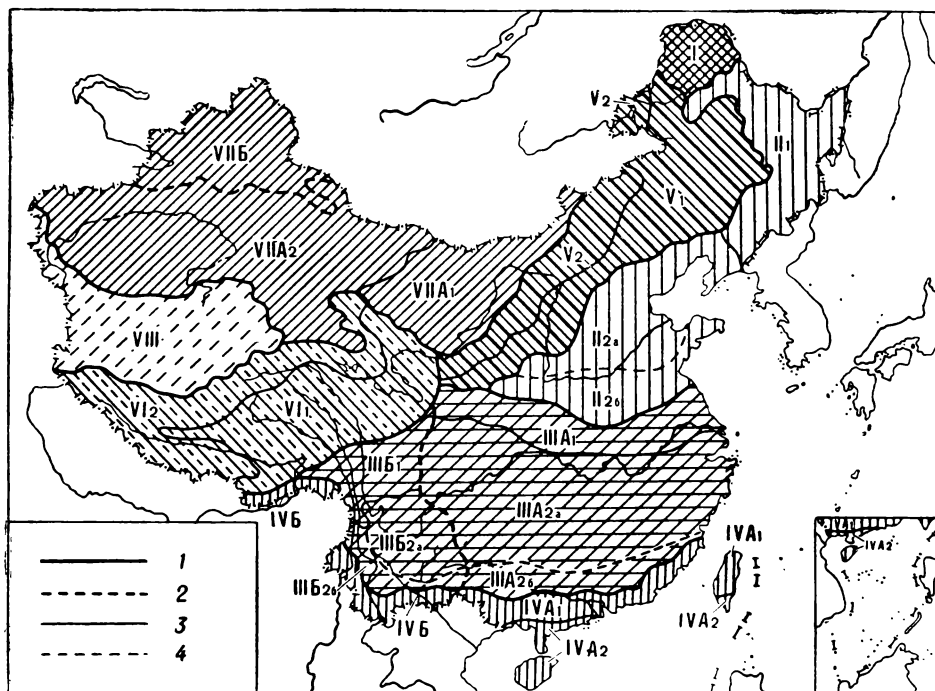 I
V₂
II₁
VIIБ
V₁
VIIA₂
V₂
VIIA₁
VIII
II₂ₐ
VI₂
VI₁
II₂б
IIIA₁
IIIБ₁
IVБ
IIIA₂ₐ
IIIБ₂ₐ
IVA₁
IVA₁
IVA₂
IIIБ₂б
IIIA₂б
IVБ
IVA₁
IVA₂
IVA₂
1
2
3
4